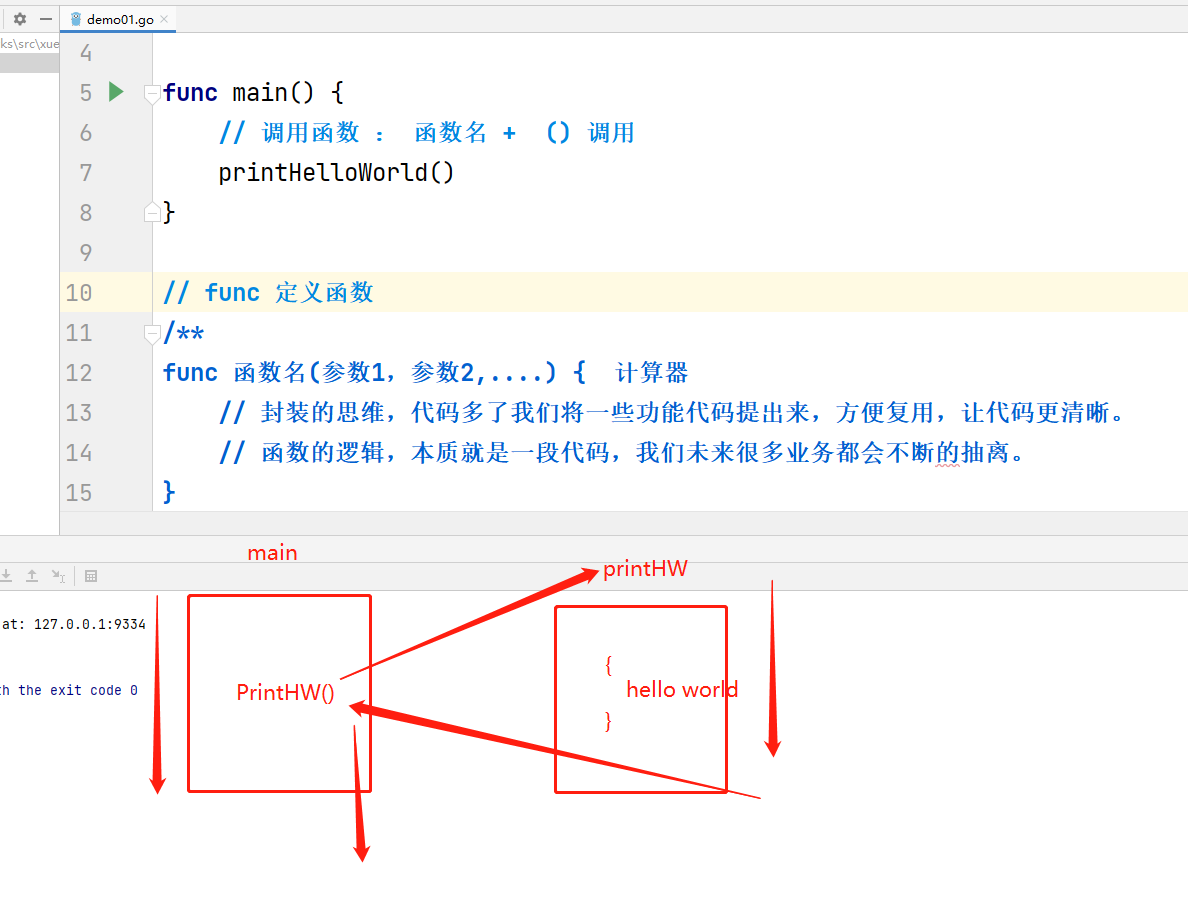 demo01.go
ks\src\xue
4
5 func main() {
6 // 调用函数 ： 函数名 + () 调用
7 printHelloWorld()
8 }
9
10 // func 定义函数
11 /**
12 func 函数名(参数1，参数2,....) { 计算器
13 // 封装的思维，代码多了我们将一些功能代码提出来，方便复用，让代码更清晰。
14 // 函数的逻辑，本质就是一段代码，我们未来很多业务都会不断的抽离。
15 }
main
printHW
at: 127.0.0.1:9334
{
th the exit code 0
PrintHW()
hello world
}